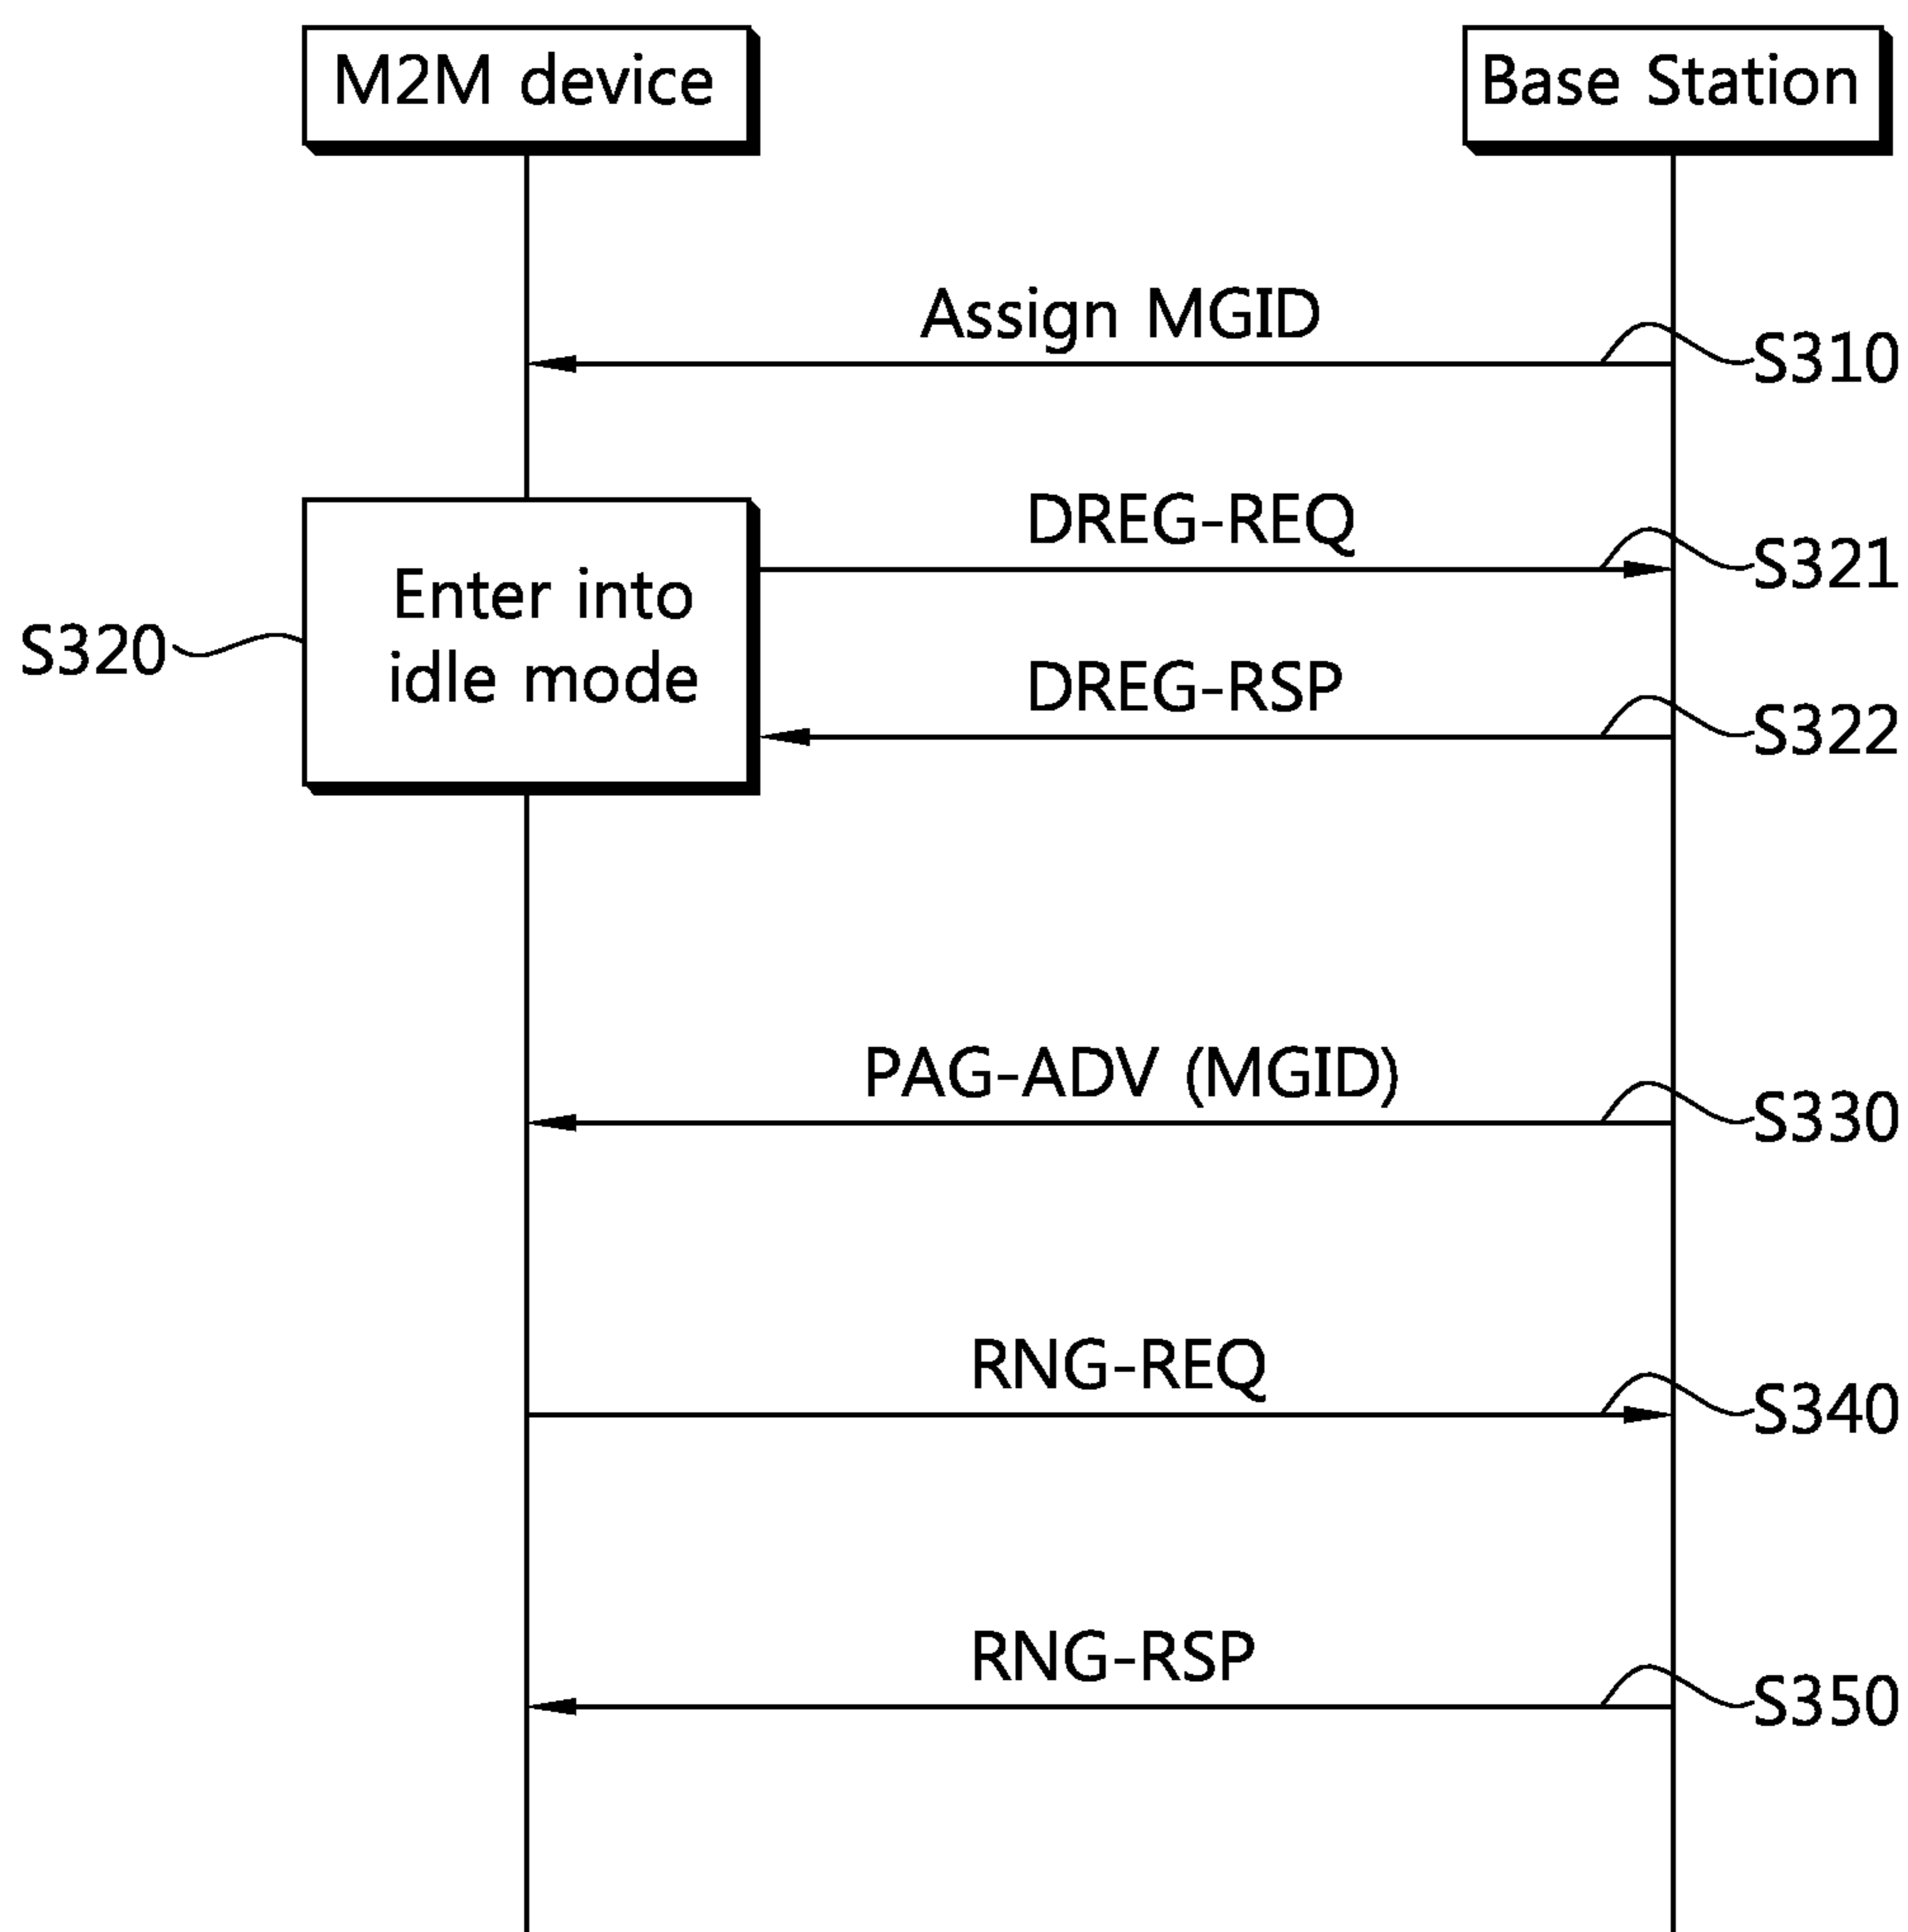 M2M device
Base Station
Assign MGID
S310
DREG-REQ
S321
Enter into
idle mode
S320
DREG-RSP
S322
PAG-ADV (MGID)
S330
RNG-REQ
S340
RNG-RSP
S350